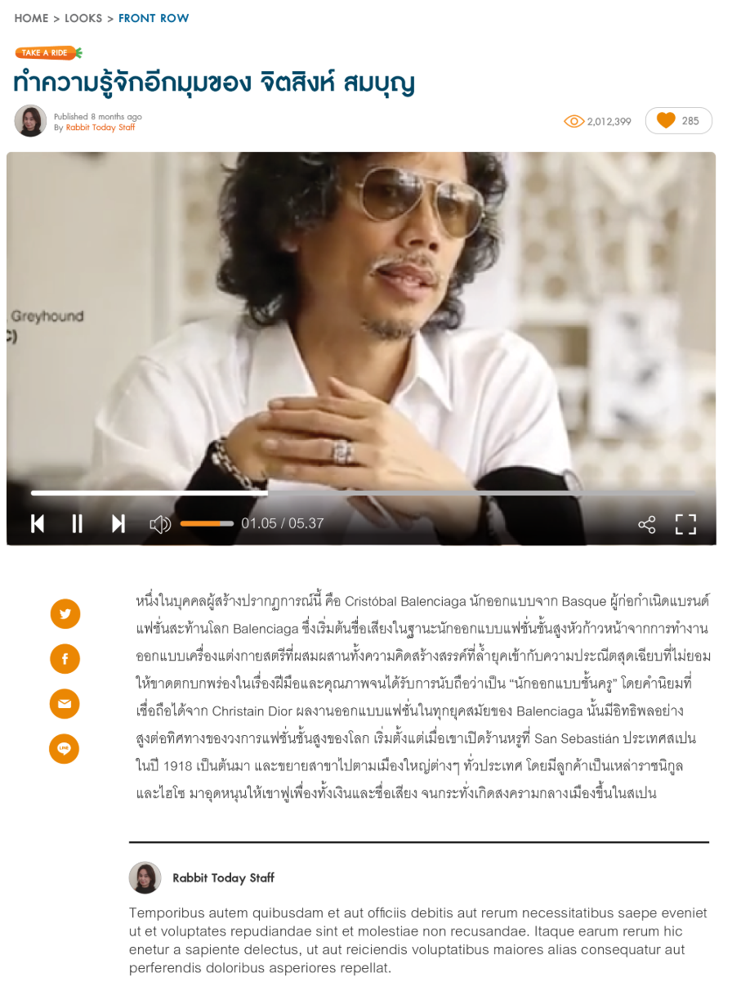 HOME > LOOKS > FRONT ROW
TAKE A RIDE
ทำความรู้จักอีกมุมของ จิตสิงห์ สมบุญ
Published 8 months ago
By Rabbit Today Staff
2,012,399
285
Greyhound
C)
01.05 / 05.37
หนึ่งในบุคคลผู้สร้างปรากฏการณ์นี้ คือ Cristóbal Balenciaga นักออกแบบจาก Basque ผู้ก่อกำเนิดแบรนด์
แฟชั่นสะท้านโลก Balenciaga ซึ่งเริ่มต้นชื่อเสียงในฐานะนักออกแบบแฟชั่นชั้นสูงหัวก้าวหน้าจากการทำงาน
ออกแบบเครื่องแต่งกายสตรีที่ผสมผสานทั้งความคิดสร้างสรรค์ที่ล้ำยุคเข้ากับความประณีตสุดเฉียบที่ไม่ยอม
ให้ขาดตกบกพร่องในเรื่องฝีมือและคุณภาพจนได้รับการนับถือว่าเป็น “นักออกแบบชั้นครู” โดยคำนิยมที่
เชื่อถือได้จาก Christain Dior ผลงานออกแบบแฟชั่นในทุกยุคสมัยของ Balenciaga นั้นมีอิทธิพลอย่าง
สูงต่อทิศทางของวงการแฟชั่นชั้นสูงของโลก เริ่มตั้งแต่เมื่อเขาเปิดร้านหรูที่ San Sebastián ประเทศสเปน
ในปี 1918 เป็นต้นมา และขยายสาขาไปตามเมืองใหญ่ต่างๆ ทั่วประเทศ โดยมีลูกค้าเป็นเหล่าราชนิกูล
และไฮโซ มาอุดหนุนให้เขาฟูเฟื่องทั้งเงินและชื่อเสียง จนกระทั่งเกิดสงครามกลางเมืองขึ้นในสเปน
LINE
Rabbit Today Staff
Temporibus autem quibusdam et aut officiis debitis aut rerum necessitatibus saepe eveniet
ut et voluptates repudiandae sint et molestiae non recusandae. Itaque earum rerum hic
enetur a sapiente delectus, ut aut reiciendis voluptatibus maiores alias consequatur aut
perferendis doloribus asperiores repellat.